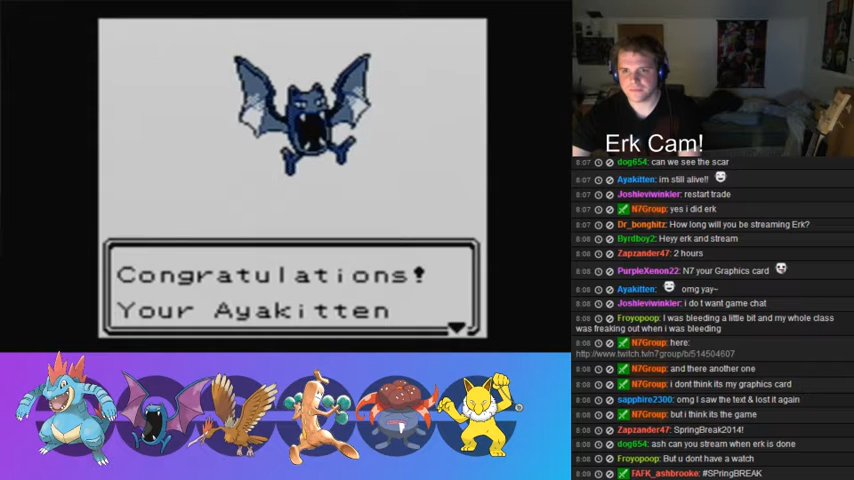 Congratulations!
Your Ayakitten
Erk Cam!
8:07 dog654: can we see the scar
8:07 Ayakitten: im still alive!!
8:07 Joshleviwinkler: restart trade
8:07 N7Group: yes i did erk
8:07 Dr_bonghitz: How long will you be streaming Erk?
8:08 Byrdboy2: Heyy erk and stream
8:08 Zapzander47: 2 hours
8:08 PurpleXenon22: N7 your Graphics card
8:08 Ayakitten: omg yay~
8:08 Joshleviwinkler: i do t want game chat
8:08 Froyopoop: I was bleeding a little bit and my whole class
was freaking out when i was bleeding
8:08 N7Group: here:
http://www.twitch.tv/n7group/b/514504607
8:08 N7Group: and there another one
8:08 N7Group: i dont think its my graphics card
8:08 sapphire2300: omg I saw the text & lost it again
8:08 N7Group: but i think its the game
8:08 Zapzander47: SpringBreak2014!
8:08 dog654: ash can you stream when erk is done
8:08 Froyopoop: But u dont have a watch
8:09 FAFK_ashbrooke: #SPringBREAK